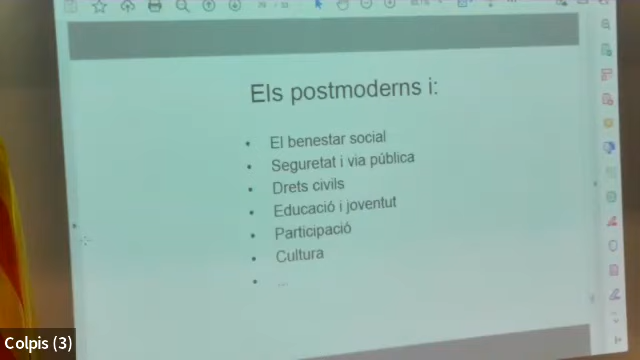 Els postmoderns i:
• El benestar social
• Seguretat i via pública
• Drets civils
• Educació i joventut
• Participació
• Cultura
• ...
Colpis (3)